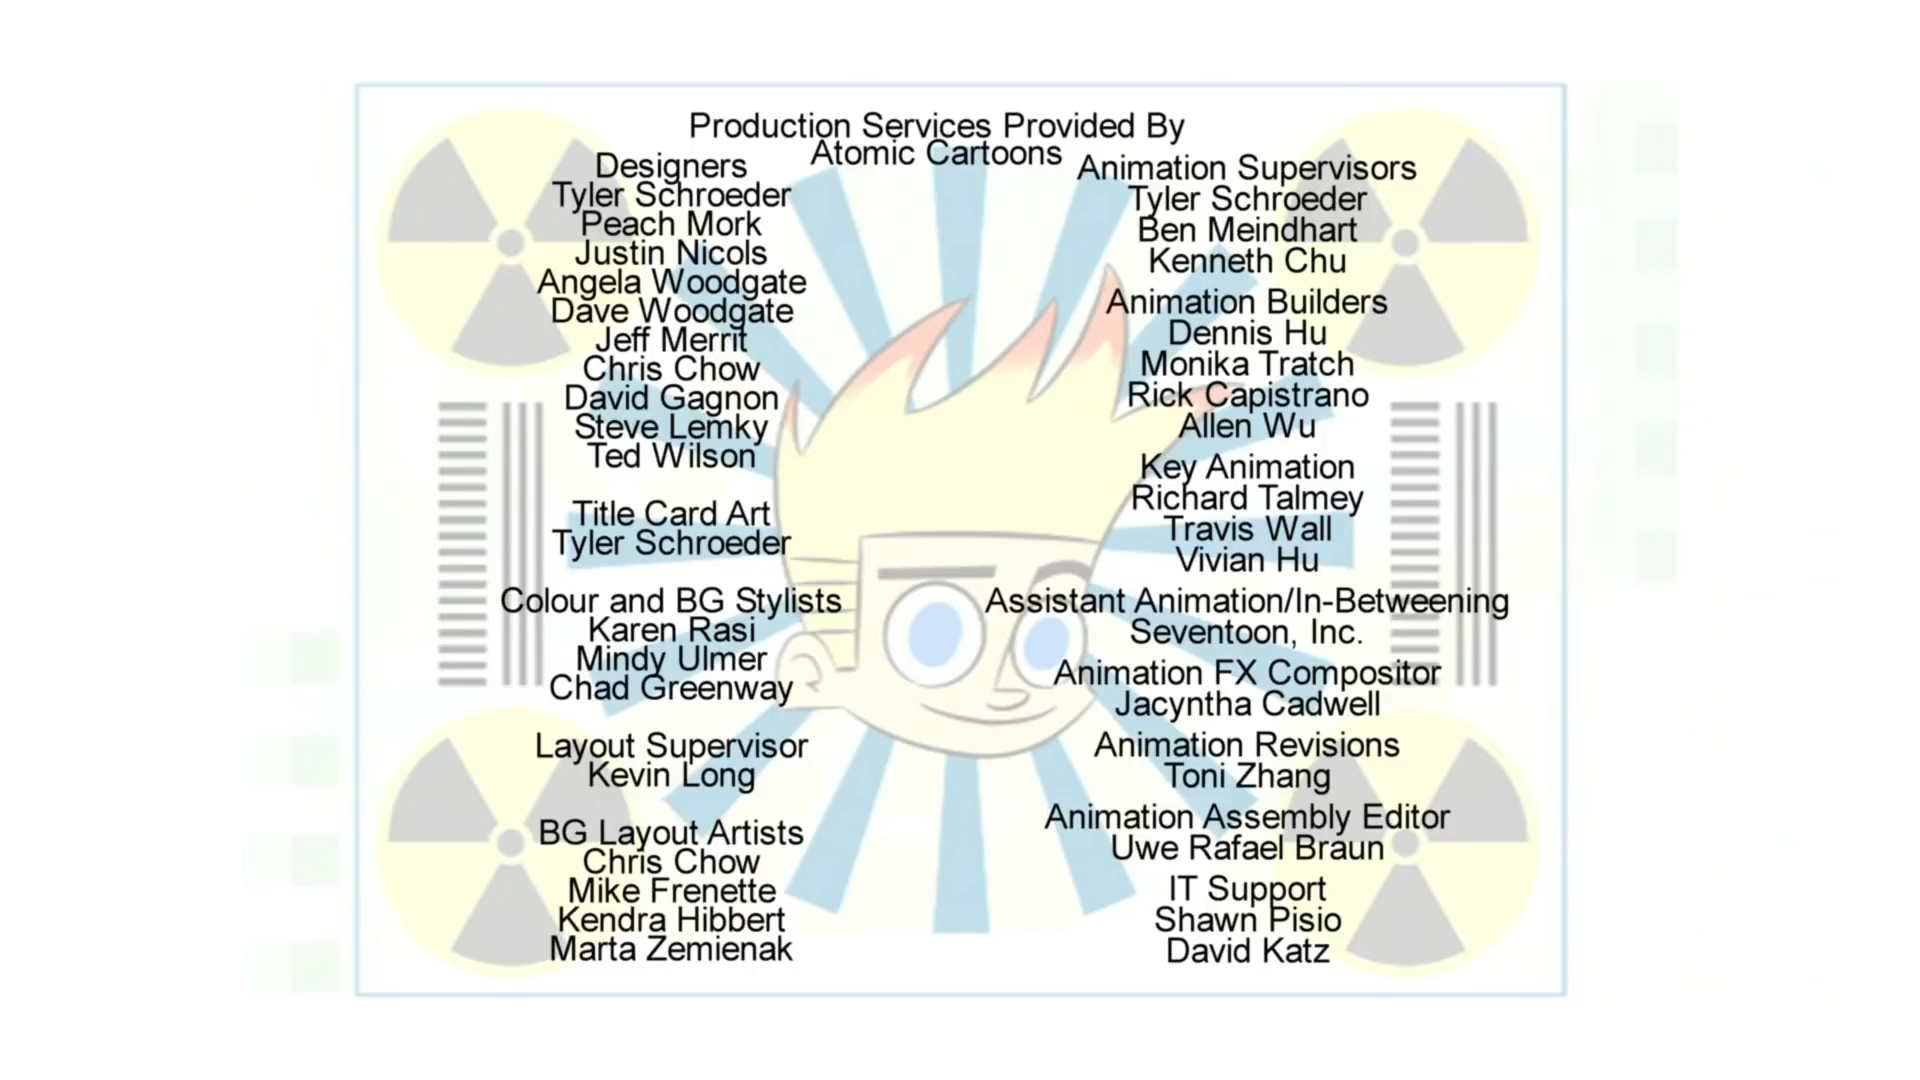 Production Services Provided By
Atomic Cartoons
Designers
Tyler Schroeder
Peach Mork
Justin Nicols
Angela Woodgate
Dave Woodgate
Jeff Merrit
Chris Chow
David Gagnon
Steve Lemky
Ted Wilson
Title Card Art
Tyler Schroeder
Colour and BG Stylists
Karen Rasi
Mindy Ulmer
Chad Greenway
Layout Supervisor
Kevin Long
BG Layout Artists
Chris Chow
Mike Frenette
Kendra Hibbert
Marta Zemienak
Animation Supervisors
Tyler Schroeder
Ben Meindhart
Kenneth Chu
Animation Builders
Dennis Hu
Monika Tratch
Rick Capistrano
Allen Wu
Key Animation
Richard Talmey
Travis Wall
Vivian Hu
Assistant Animation/In-Betweening
Seventoon, Inc.
Animation FX Compositor
Jacyntha Cadwell
Animation Revisions
Toni Zhang
Animation Assembly Editor
Uwe Rafael Braun
IT Support
Shawn Pisio
David Katz